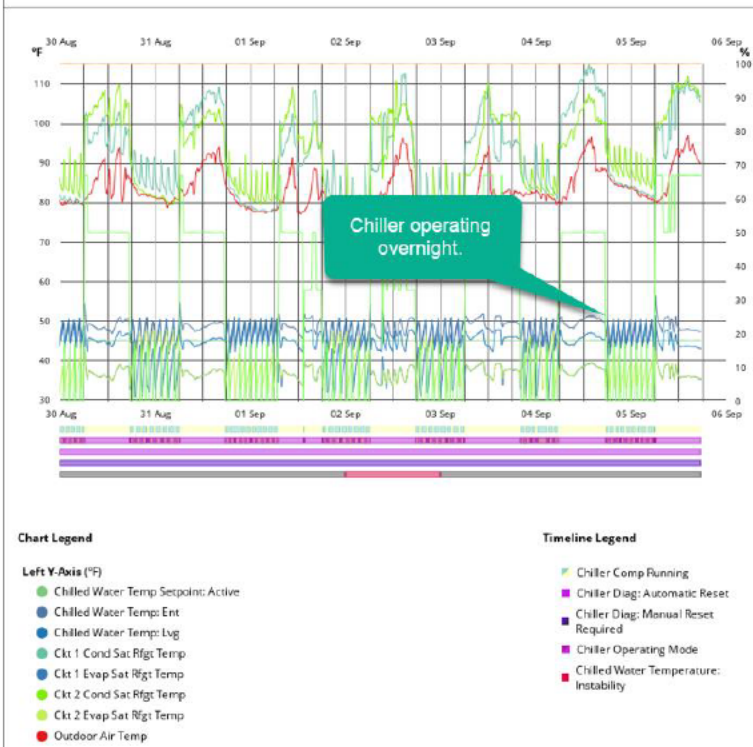 30 Aug 31 Aug 01 Sep 02 Sep 03 Sep 04 Sep 05 Sep 06 Sep
°F %
110
100
90
80
70
60
50
40
30
100
90
80
70
60
50
40
30
20
10
0
Chiller operating
overnight.
30 Aug 31 Aug 01 Sep 02 Sep 03 Sep 04 Sep 05 Sep 06 Sep
Chart Legend
Left Y-Axis (°F)
Chilled Water Temp Setpoint: Active
Chilled Water Temp: Ent
Chilled Water Temp: Lvg
Ckt 1 Cond Sat Rfgt Temp
Ckt 1 Evap Sat Rfgt Temp
Ckt 2 Cond Sat Rfgt Temp
Ckt 2 Evap Sat Rfgt Temp
Outdoor Air Temp
Timeline Legend
Chiller Comp Running
Chiller Diag: Automatic Reset
Chiller Diag: Manual Reset
Required
Chiller Operating Mode
Chilled Water Temperature:
Instability